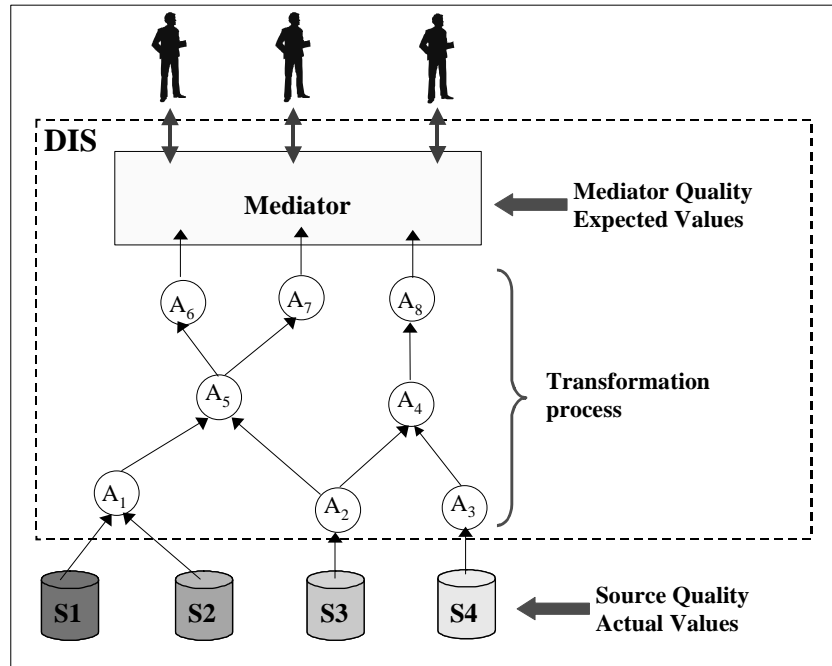 DIS
Mediator
Mediator Quality
Expected Values
A6
A7
A8
A5
A4
Transformation
process
A1
A2
A3
S1
S2
S3
S4
Source Quality
Actual Values